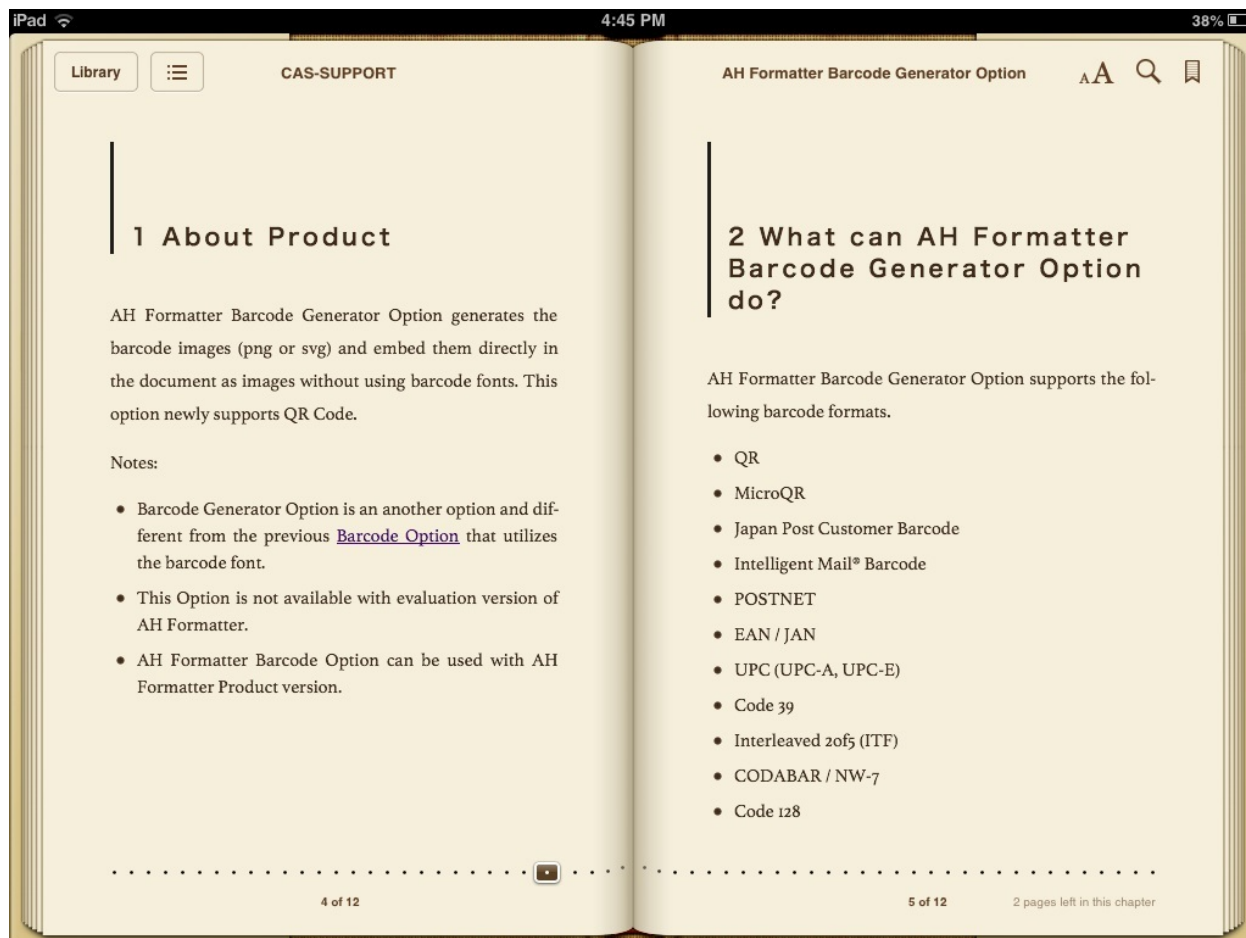 iPad
4:45 PM
38%
Library
CAS-SUPPORT
AH Formatter Barcode Generator Option
AA
1 About Product
AH Formatter Barcode Generator Option generates the
barcode images (png or svg) and embed them directly in
the document as images without using barcode fonts. This
option newly supports QR Code.
Notes:
• Barcode Generator Option is an another option and dif-
ferent from the previous Barcode Option that utilizes
the barcode font.
• This Option is not available with evaluation version of
AH Formatter.
• AH Formatter Barcode Option can be used with AH
Formatter Product version.
4 of 12
2 What can AH Formatter
Barcode Generator Option
do?
AH Formatter Barcode Generator Option supports the fol-
lowing barcode formats.
• QR
• MicroQR
• Japan Post Customer Barcode
• Intelligent Mail® Barcode
• POSTNET
• EAN / JAN
• UPC (UPC-A, UPC-E)
• Code 39
• Interleaved 2of5 (ITF)
• CODABAR / NW-7
• Code 128
5 of 12
2 pages left in this chapter